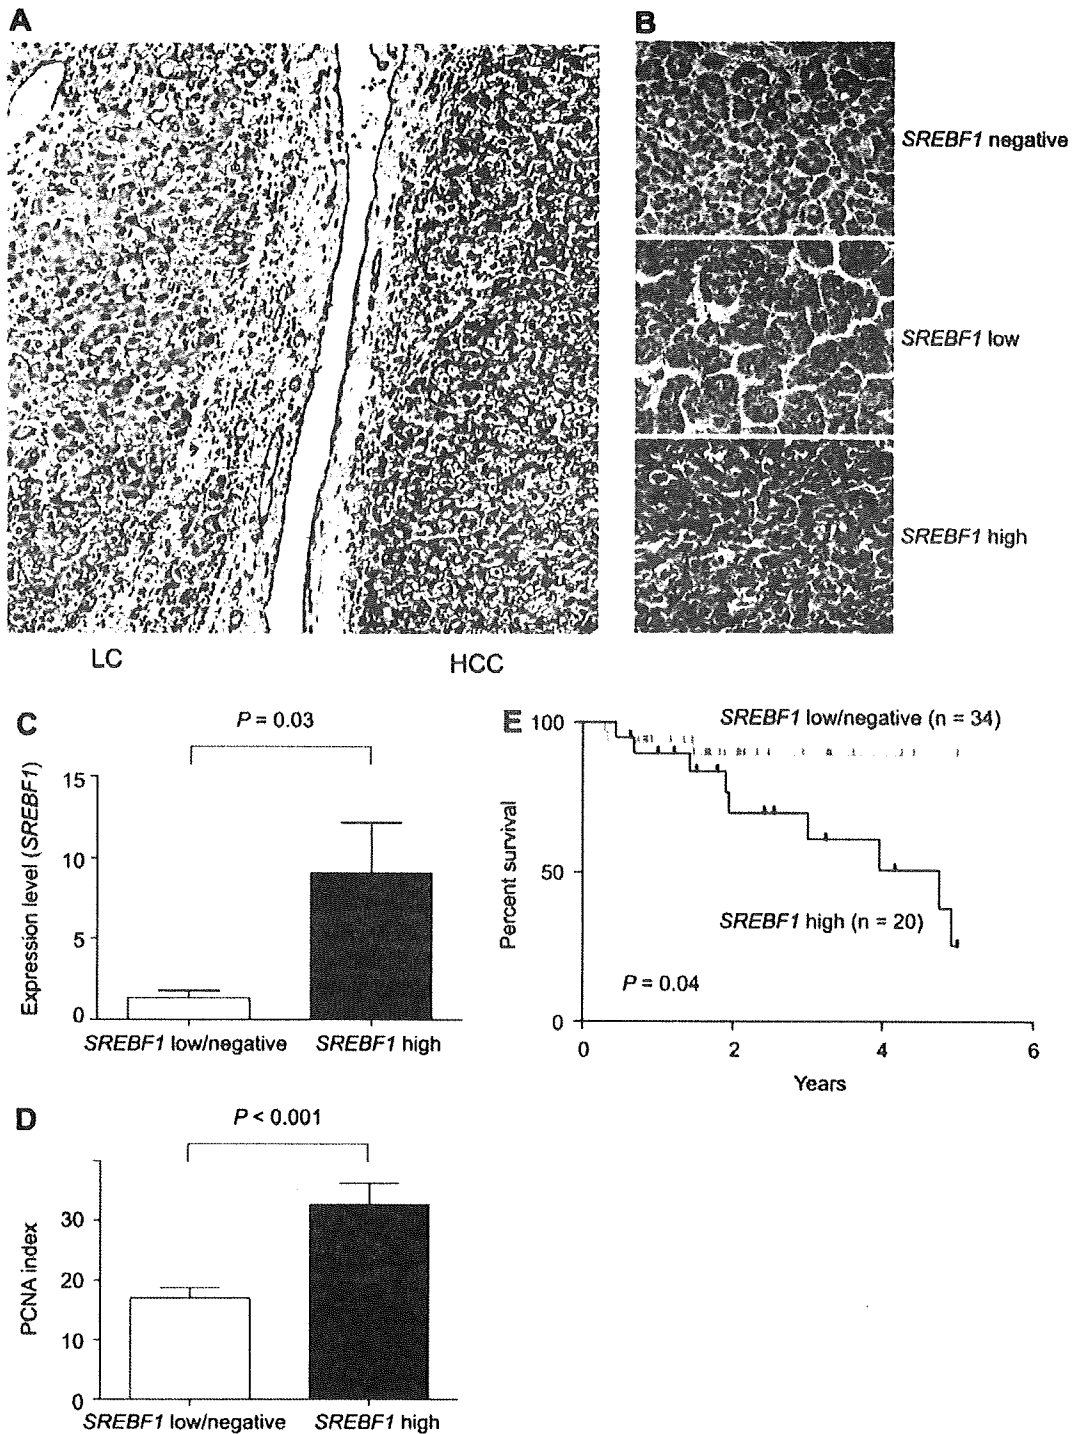 A
B
SREBF1 negative
SREBF1 low
SREBF1 high
LC
HCC
C
P = 0.03
Expression level (SREBF1)
15
10
5
0
SREBF1 low/negative
SREBF1 high
D
P < 0.001
PCNA index
30
20
10
0
SREBF1 low/negative
SREBF1 high
E
SREBF1 low/negative (n = 34)
Percent survival
100
50
0
SREBF1 high (n = 20)
P = 0.04
0
2
4
6
Years